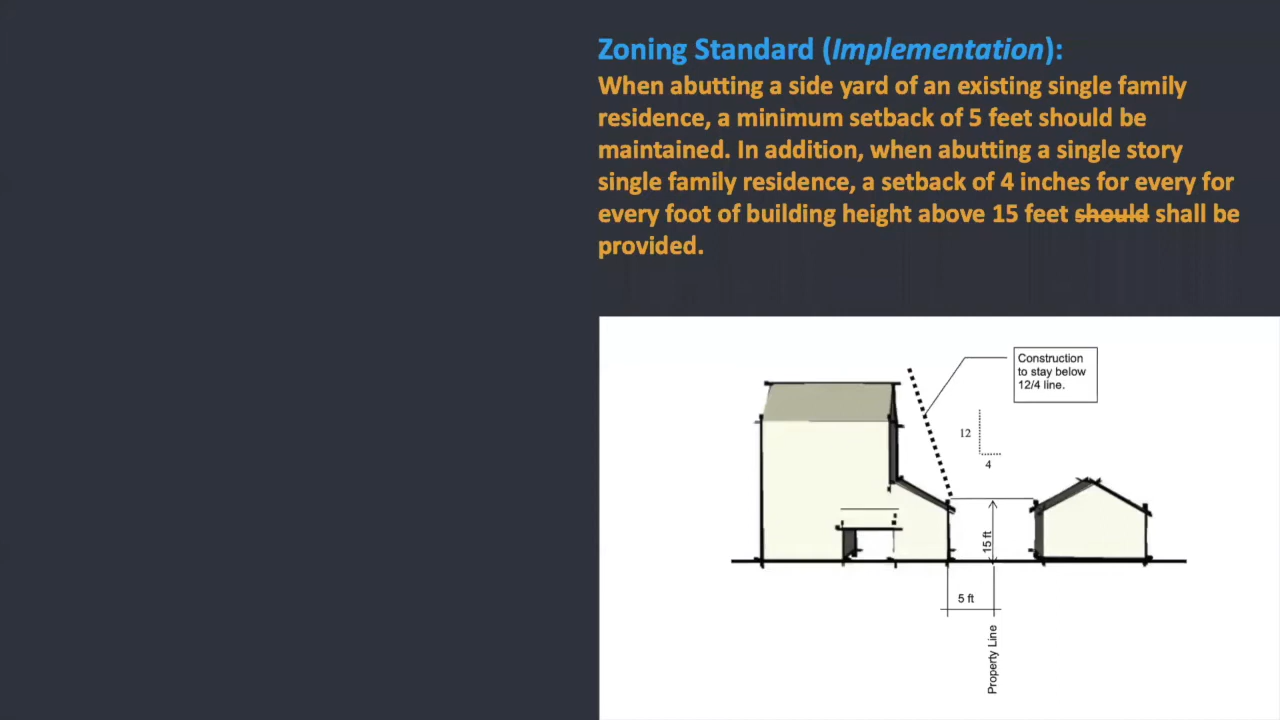 Zoning Standard (Implementation):
When abutting a side yard of an existing single family
residence, a minimum setback of 5 feet should be
maintained. In addition, when abutting a single story
single family residence, a setback of 4 inches for every for
every foot of building height above 15 feet should shall be
provided.
Construction
to stay below
12/4 line.
12
4
15 ft
5 ft
Property Line